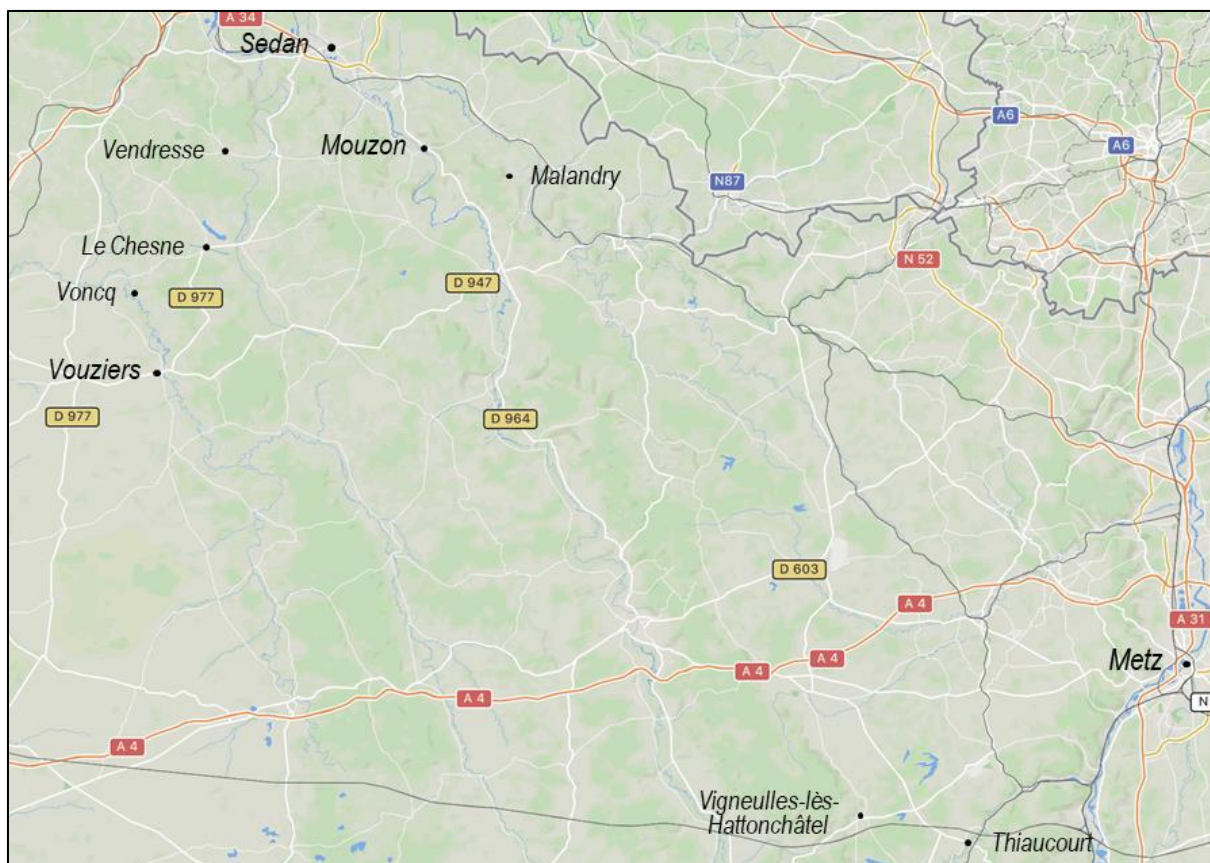 A 34
Sedan
A6
Vendresse
Mouzon
A6
Malandry
N87
Le Chesne
N 52
Voncq
D 977
D 947
Vouziers
D 977
D 964
D 603
A 4
A 31
A 4
A 4
Metz
A 4
N
A 4
Vigneulles-lès-
Hattonchâtel
Thiaucourt